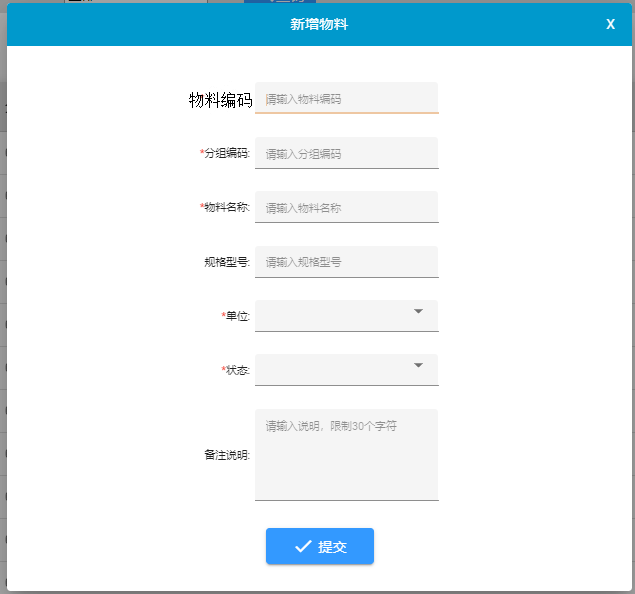 新增物料 X
物料编码 请输入物料编码
*分组编码: 请输入分组编码
*物料名称: 请输入物料名称
规格型号: 请输入规格型号
*单位:
*状态:
备注说明: 请输入说明，限制30个字符
提交